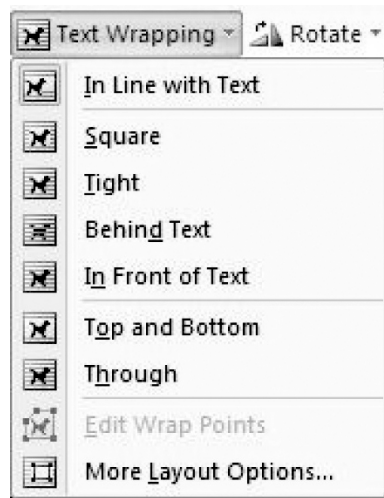 Text Wrapping Rotate
In Line with Text
Square
Tight
Behind Text
In Front of Text
Top and Bottom
Through
Edit Wrap Points
More Layout Options...